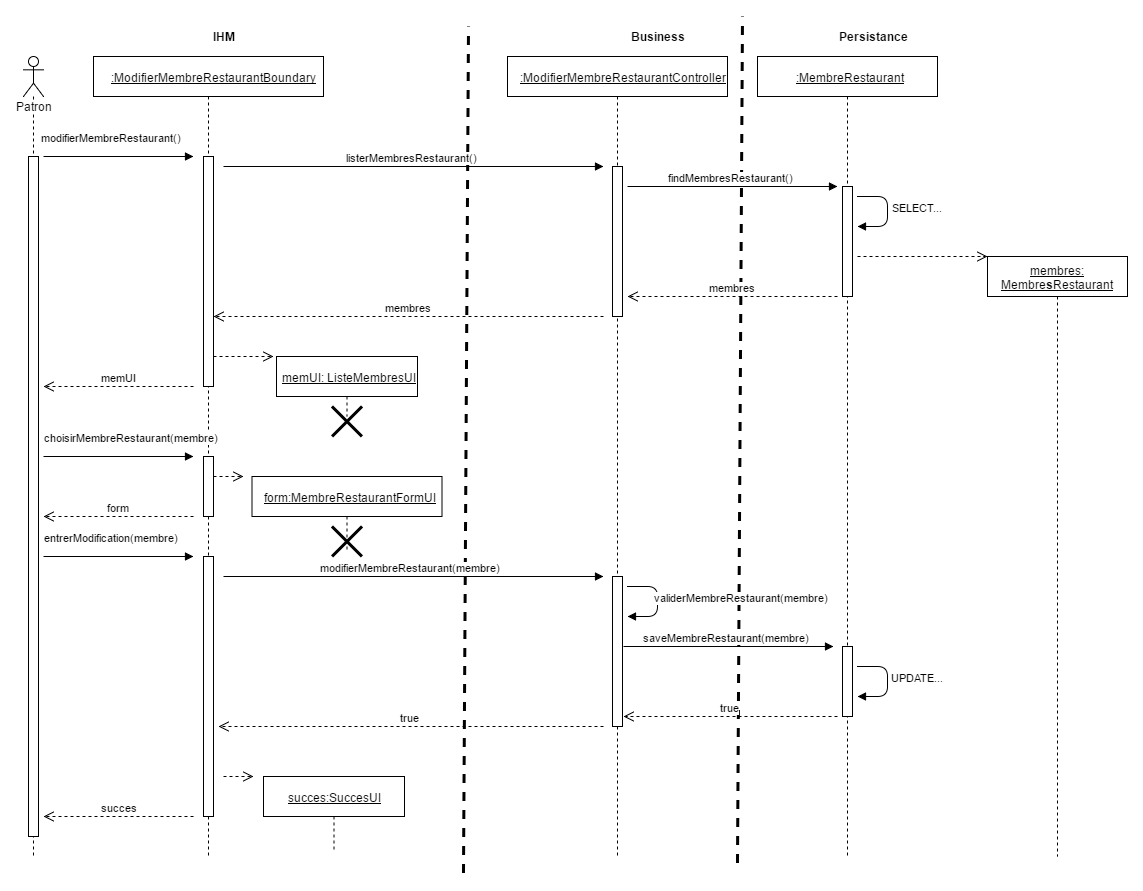 IHM
Business
Persistance
:ModifierMembreRestaurantBoundary
:ModifierMembreRestaurantController
:MembreRestaurant
Patron
modifierMembreRestaurant()
listerMembresRestaurant()
findMembresRestaurant()
SELECT...
membres:
MembresRestaurant
membres
membres
memUI: ListeMembresUI
memUI
choisirMembreRestaurant(membre)
form:MembreRestaurantFormUI
form
entrerModification(membre)
modifierMembreRestaurant(membre)
validerMembreRestaurant(membre)
saveMembreRestaurant(membre)
UPDATE...
true
true
succes:SuccesUI
succes